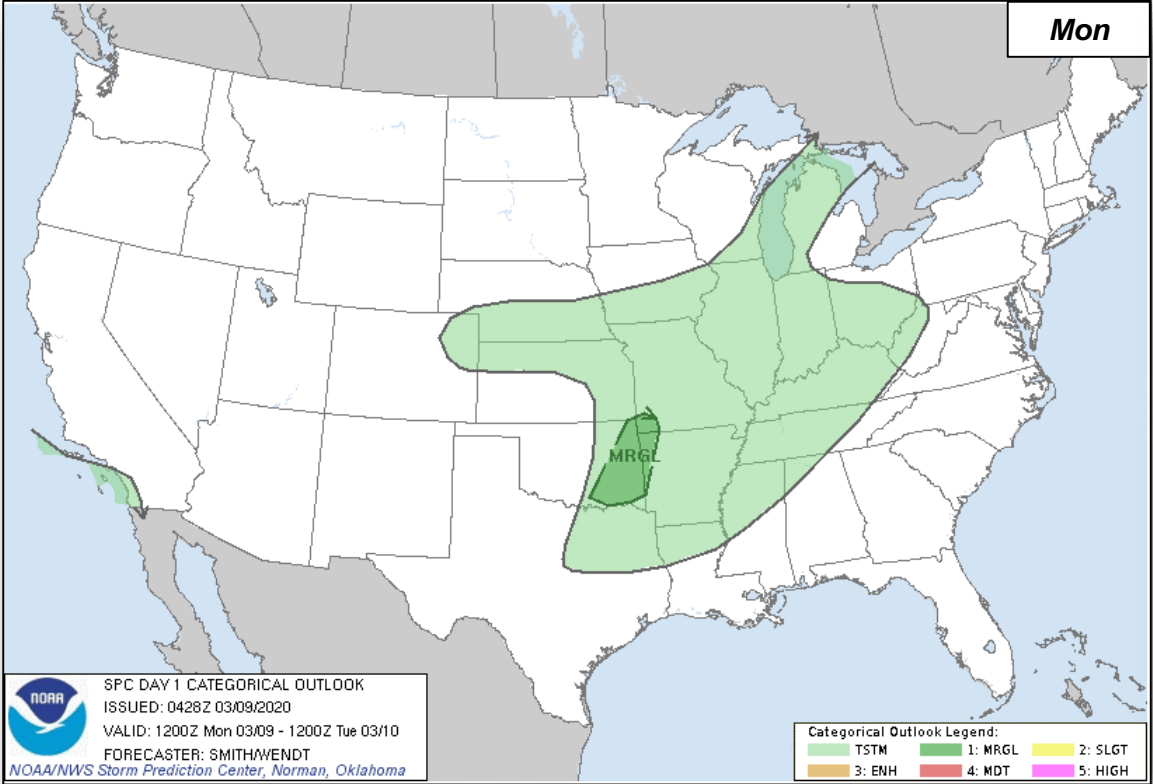 Mon
MRGL
SPC DAY 1 CATEGORICAL OUTLOOK
ISSUED: 0428Z 03/09/2020
VALID: 1200Z Mon 03/09 - 1200Z Tue 03/10
FORECASTER: SMITH/WENDT
NOAA
NOAA/NWS Storm Prediction Center, Norman, Oklahoma
Categorical Outlook Legend:
TSTM 1: MRGL 2: SLGT
3: ENH 4: MDT 5: HIGH